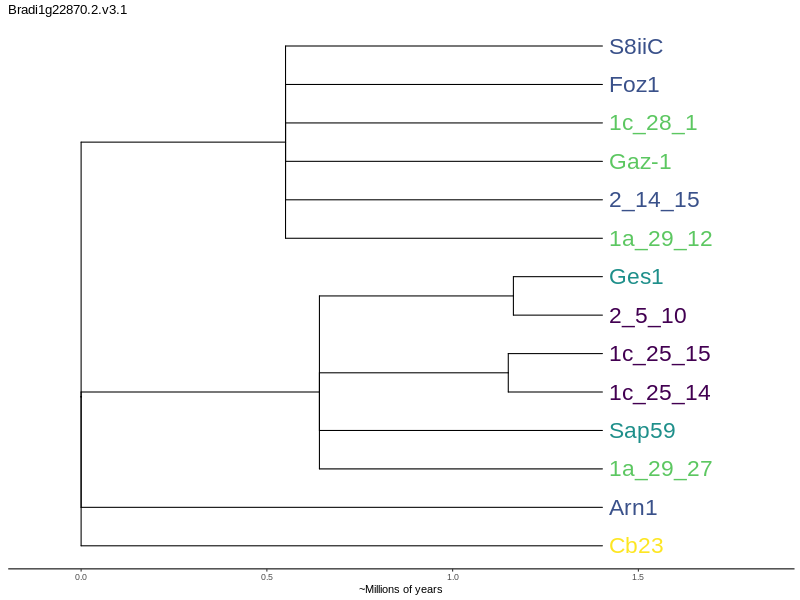 Bradi1g22870.2.v3.1
S8iiC
Foz1
1c_28_1
Gaz-1
2_14_15
1a_29_12
Ges1
2_5_10
1c_25_15
1c_25_14
Sap59
1a_29_27
Arn1
Cb23
0.0 0.5 1.0 1.5
~Millions of years